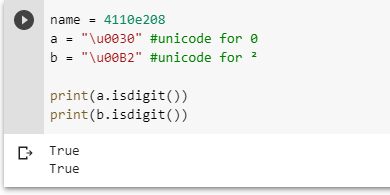 name = 4110e208
a = "\u0030" #unicode for 0
b = "\u00B2" #unicode for ²
print(a.isdigit())
print(b.isdigit())
True
True